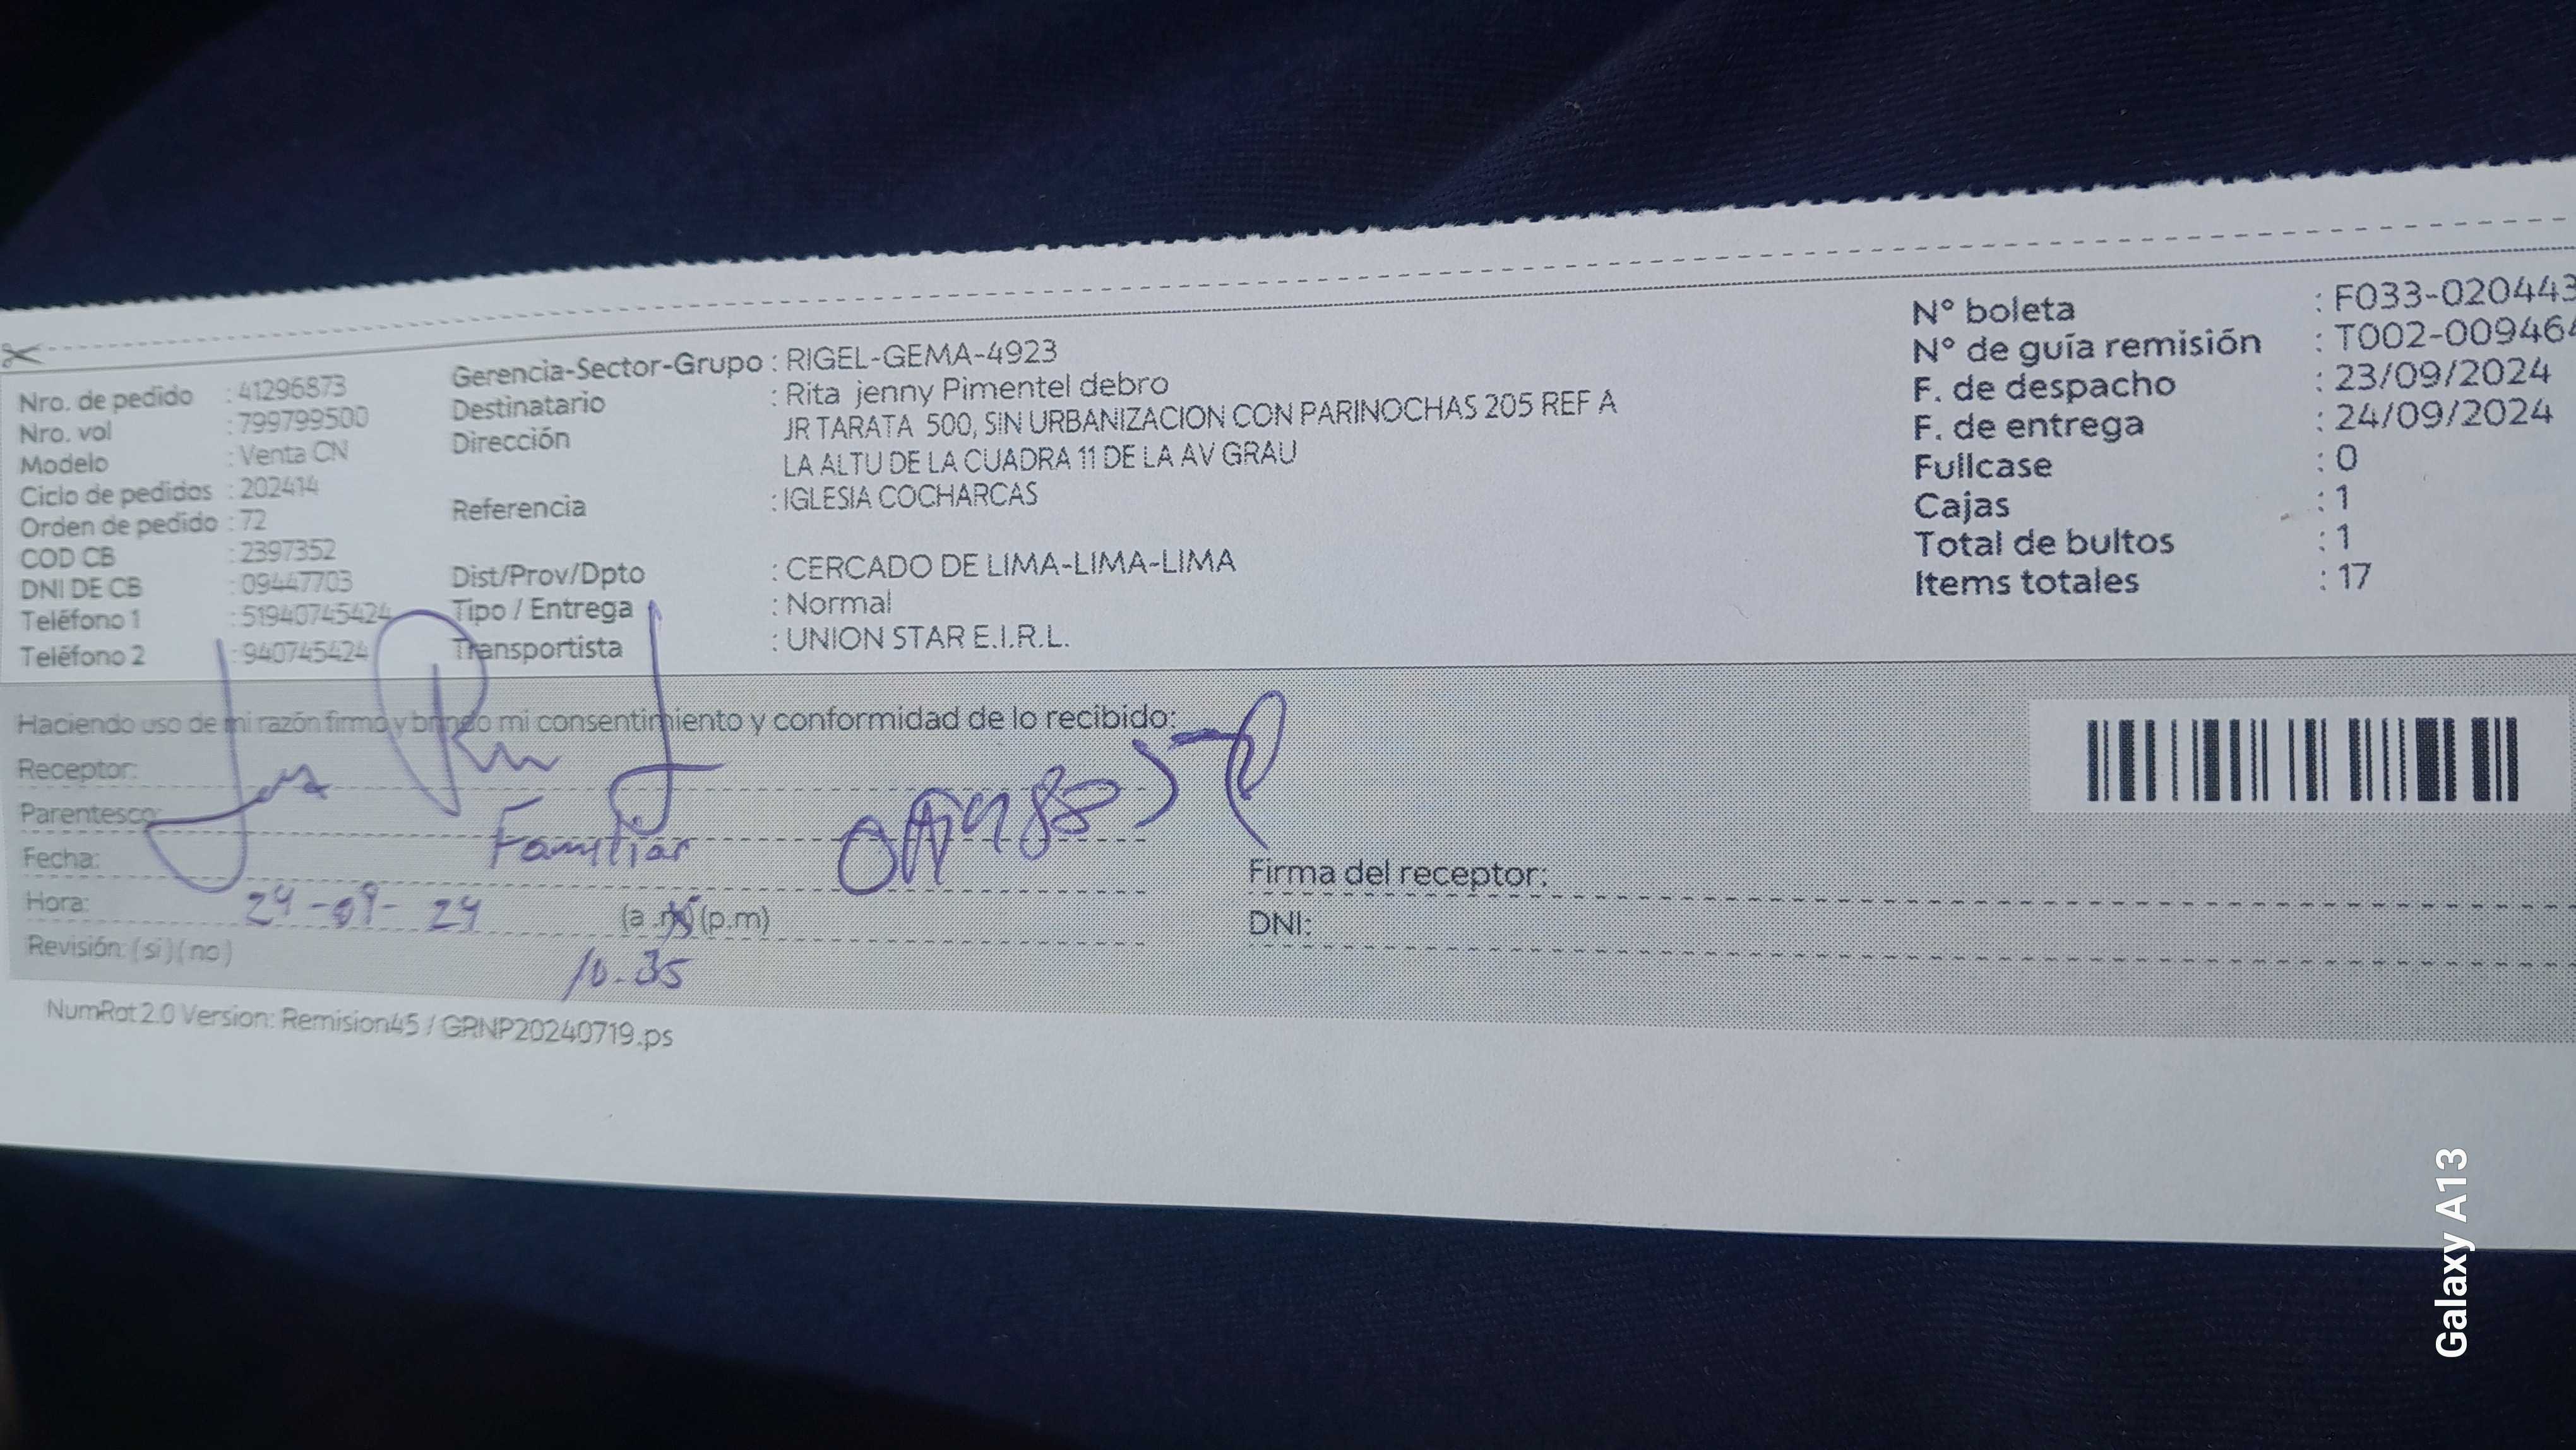 Nro. de pedido : 41296873
Nro. vol : 799799500
Modelo : Venta CN
Ciclo de pedidos : 202414
Orden de pedido : 72
COD CB : 2397352
DNI DE CB : 09447703
Teléfono 1 : 51940745424
Teléfono 2 : 940745424
Gerencia-Sector-Grupo : RIGEL-GEMA-4923
Destinatario : Rita jenny Pimentel debro
Dirección JR TARATA 500, SIN URBANIZACION CON PARINOCHAS 205 REF A
LA ALTU DE LA CUADRA 11 DE LA AV GRAU
Referencia : IGLESIA COCHARCAS
Dist/Prov/Dpto : CERCADO DE LIMA-LIMA-LIMA
Tipo / Entrega : Normal
Transportista : UNION STAR E.I.R.L.
N° boleta : F033-020443
N° de guía remisión : T002-009464
F. de despacho : 23/09/2024
F. de entrega : 24/09/2024
Fullcase : 0
Cajas : 1
Total de bultos : 1
Items totales : 17
Haciendo uso de mi razón firmo y brindo mi consentimiento y conformidad de lo recibido:
Receptor:
Parentesco:
Familiar
Fecha:
24-09-24
Hora: (a.m) (p.m)
10.35
Revisión: (si) (no)
Firma del receptor:
DNI:
NumRot 2.0 Version: Remision45 / GRNP20240719.ps
Galaxy A13